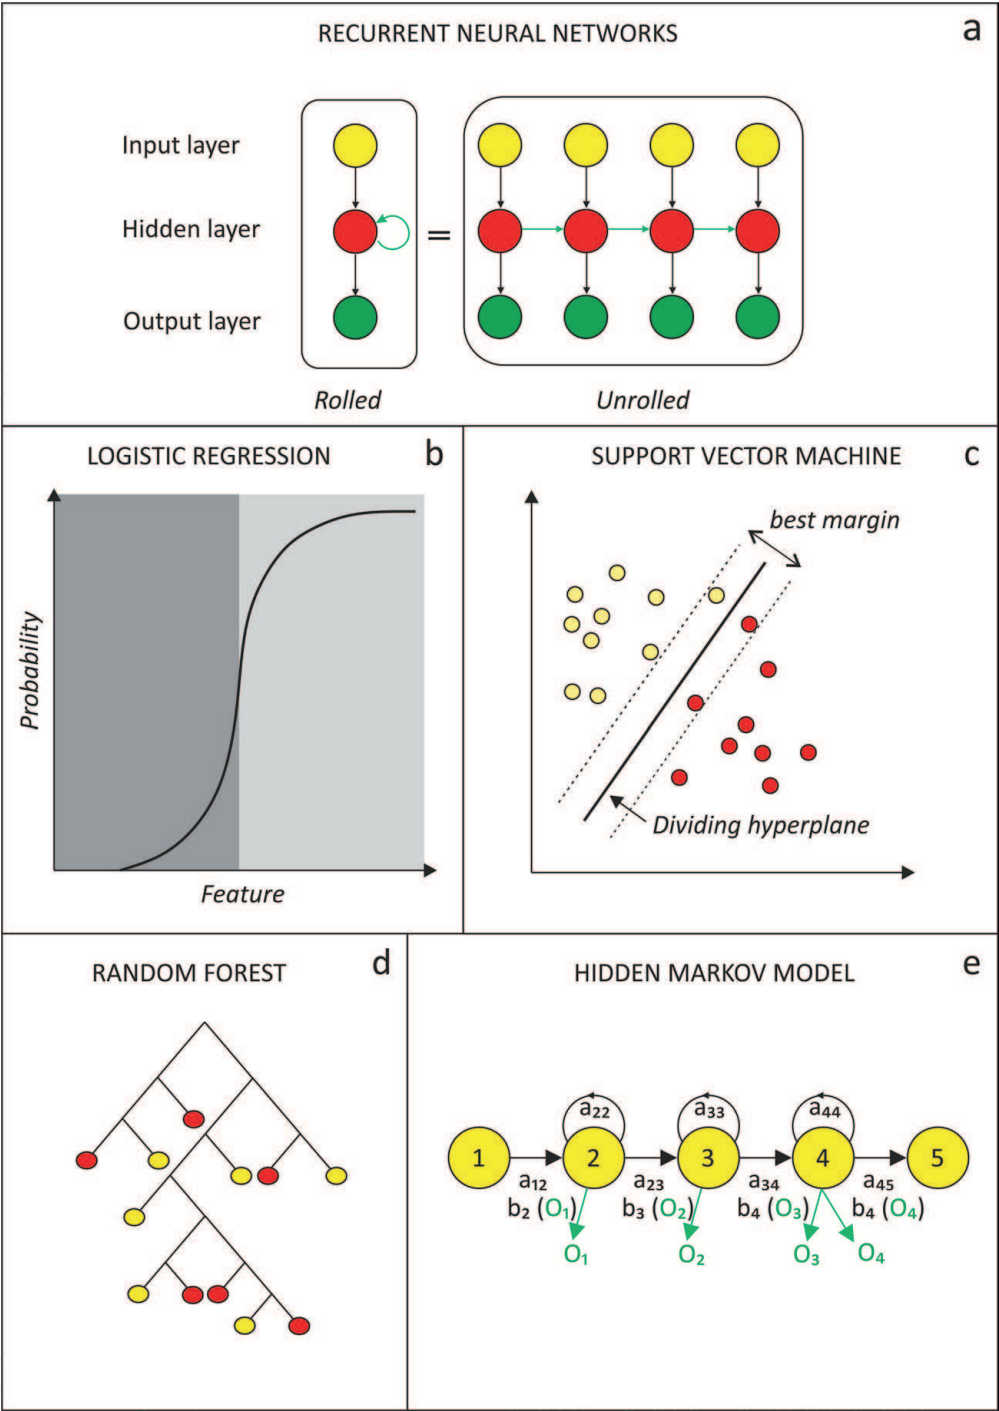 RECURRENT NEURAL NETWORKS
a
Input layer
Hidden layer
=
Output layer
Rolled
Unrolled
LOGISTIC REGRESSION
b
Probability
Feature
SUPPORT VECTOR MACHINE
c
best margin
Dividing hyperplane
RANDOM FOREST
d
HIDDEN MARKOV MODEL
e
a₂₂ a₃₃ a₄₄
1 2 3 4 5
a₁₂ a₂₃ a₃₄ a₄₅
b₂ (O₁) b₃ (O₂) b₄ (O₃) b₄ (O₄)
O₁ O₂ O₃ O₄